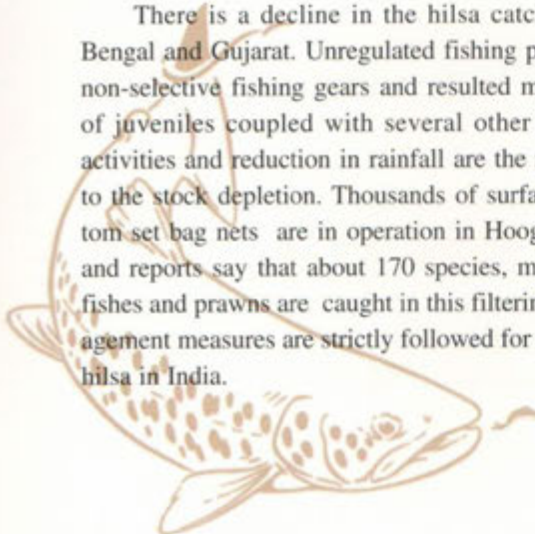 There is a decline in the hilsa catc
Bengal and Gujarat. Unregulated fishing p
non-selective fishing gears and resulted m
of juveniles coupled with several other
activities and reduction in rainfall are the
to the stock depletion. Thousands of surfa
tom set bag nets are in operation in Hoog
and reports say that about 170 species, m
fishes and prawns are caught in this filterin
agement measures are strictly followed for
hilsa in India.